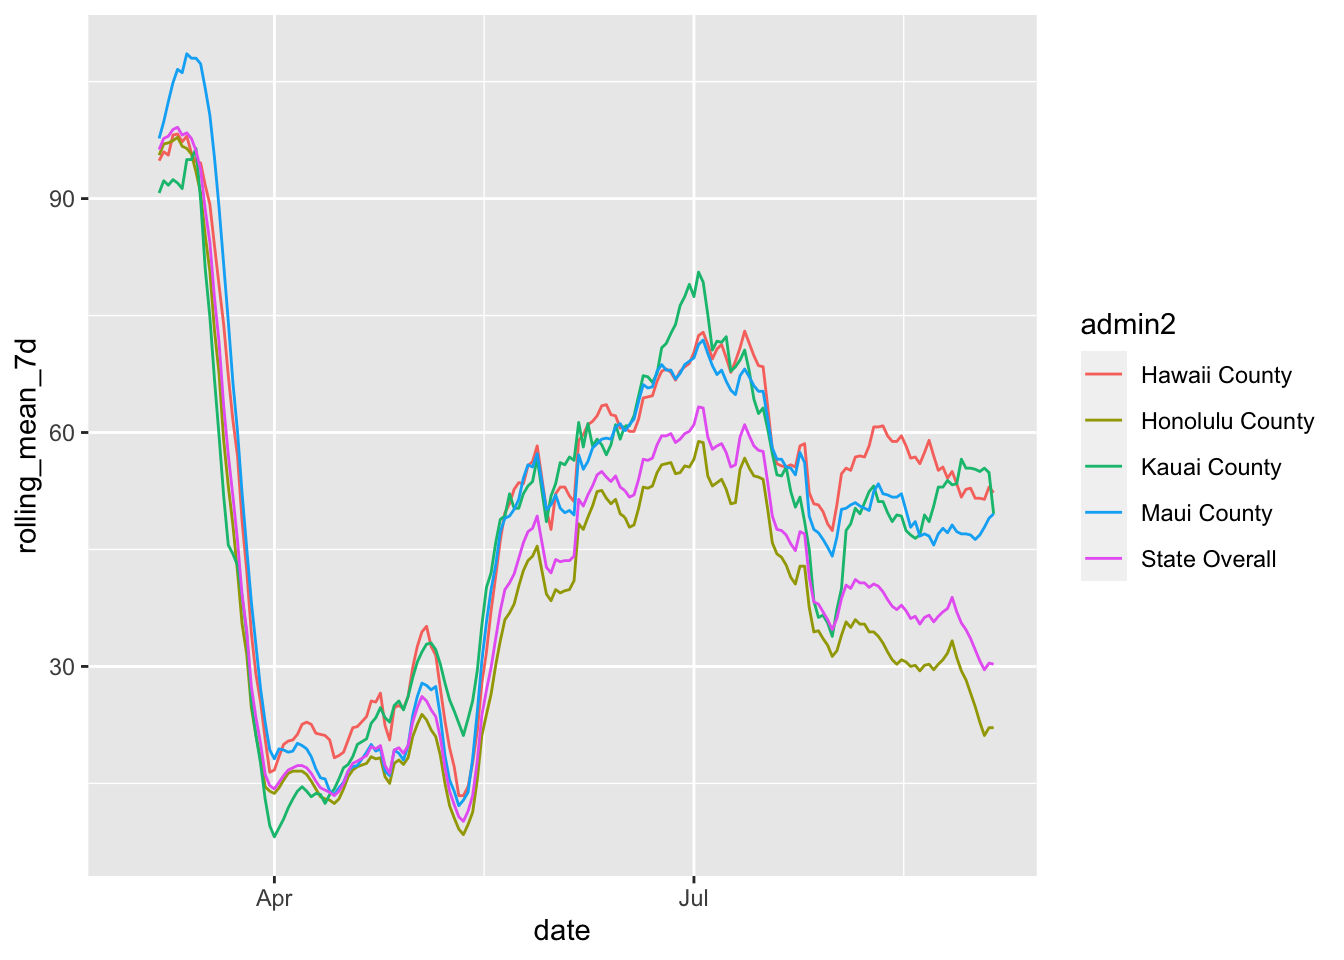 rolling_mean_7d
90
60
30
Apr
Jul
date
admin2
Hawaii County
Honolulu County
Kauai County
Maui County
State Overall